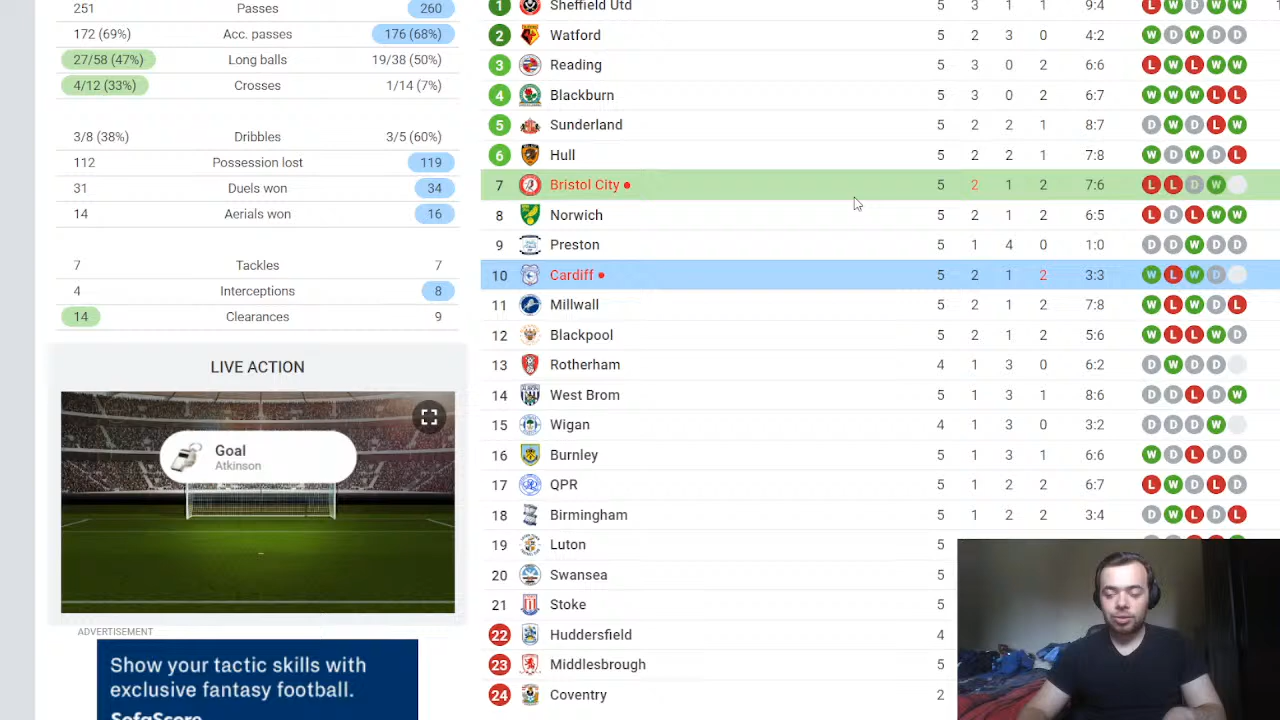 251 Passes 260
172 (69%) Acc. passes 176 (68%)
27/58 (47%) Long balls 19/38 (50%)
4/12 (33%) Crosses 1/14 (7%)
3/8 (38%) Dribbles 3/5 (60%)
112 Possession lost 119
31 Duels won 34
14 Aerials won 16
7 Tackles 7
4 Interceptions 8
14 Clearances 9
LIVE ACTION
Goal
Atkinson
ADVERTISEMENT
Show your tactic skills with
exclusive fantasy football.
SofaScore
1 Sheffield Utd 5 3 1 1 9:4 L W D W W
2 Watford 5 2 3 0 4:2 W D W D D
3 Reading 5 3 0 2 6:6 L W L W W
4 Blackburn 5 3 0 2 6:7 W W W L L
5 Sunderland 5 2 2 1 8:7 D W D L W
6 Hull 5 2 2 1 7:8 W D W D L
7 Bristol City 5 2 1 2 7:6 L L D W
8 Norwich 5 2 1 2 6:5 L D L W W
9 Preston 5 1 4 0 1:0 D D W D D
10 Cardiff 5 2 1 2 3:3 W L W D
11 Millwall 5 2 1 2 7:8 W L W D L
12 Blackpool 5 2 1 2 5:6 W L L W D
13 Rotherham 4 1 3 0 6:2 D W D D
14 West Brom 5 1 3 1 8:6 D D L D W
15 Wigan 4 1 3 0 3:2 D D D W
16 Burnley 5 1 3 1 6:6 W D L D D
17 QPR 5 1 2 2 6:7 L W D L D
18 Birmingham 5 1 2 2 3:4 D W L D L
19 Luton 5
20 Swansea 5
21 Stoke 5
22 Huddersfield 4
23 Middlesbrough 5
24 Coventry 2